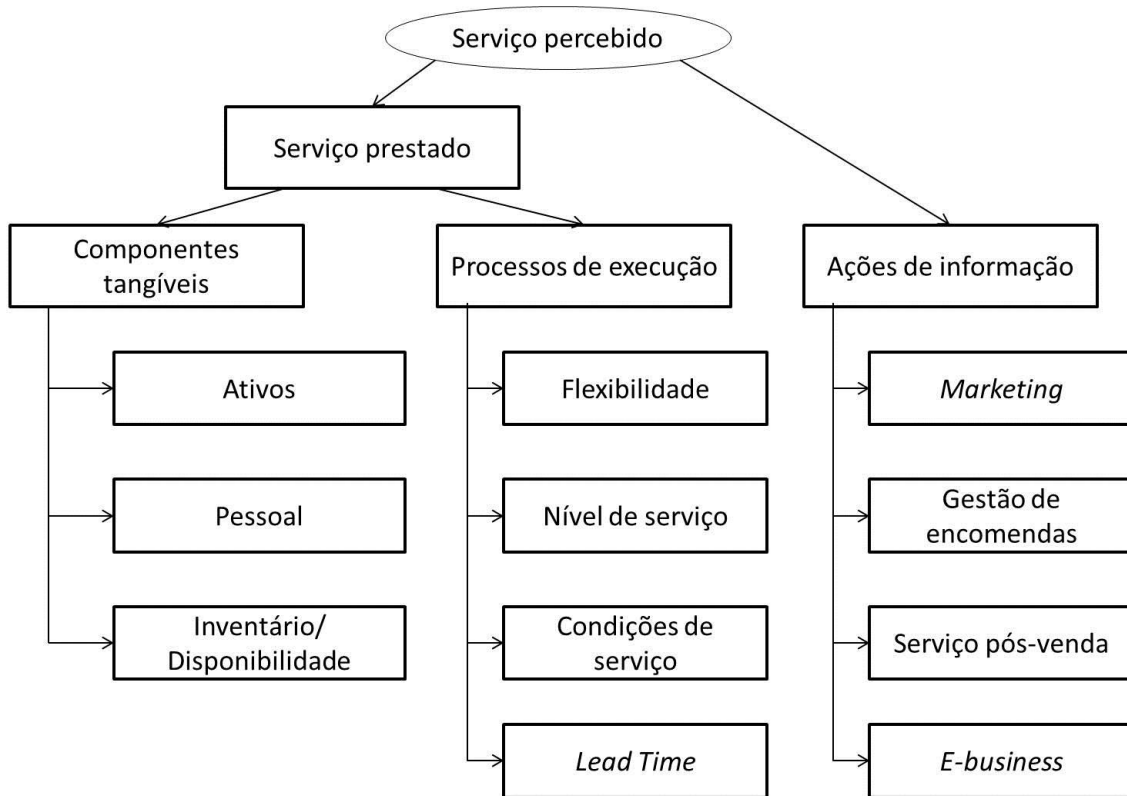 Serviço percebido
Serviço prestado
Componentes
tangíveis
Processos de execução
Ações de informação
Ativos
Flexibilidade
Marketing
Pessoal
Nível de serviço
Gestão de
encomendas
Inventário/
Disponibilidade
Condições de
serviço
Serviço pós-venda
Lead Time
E-business